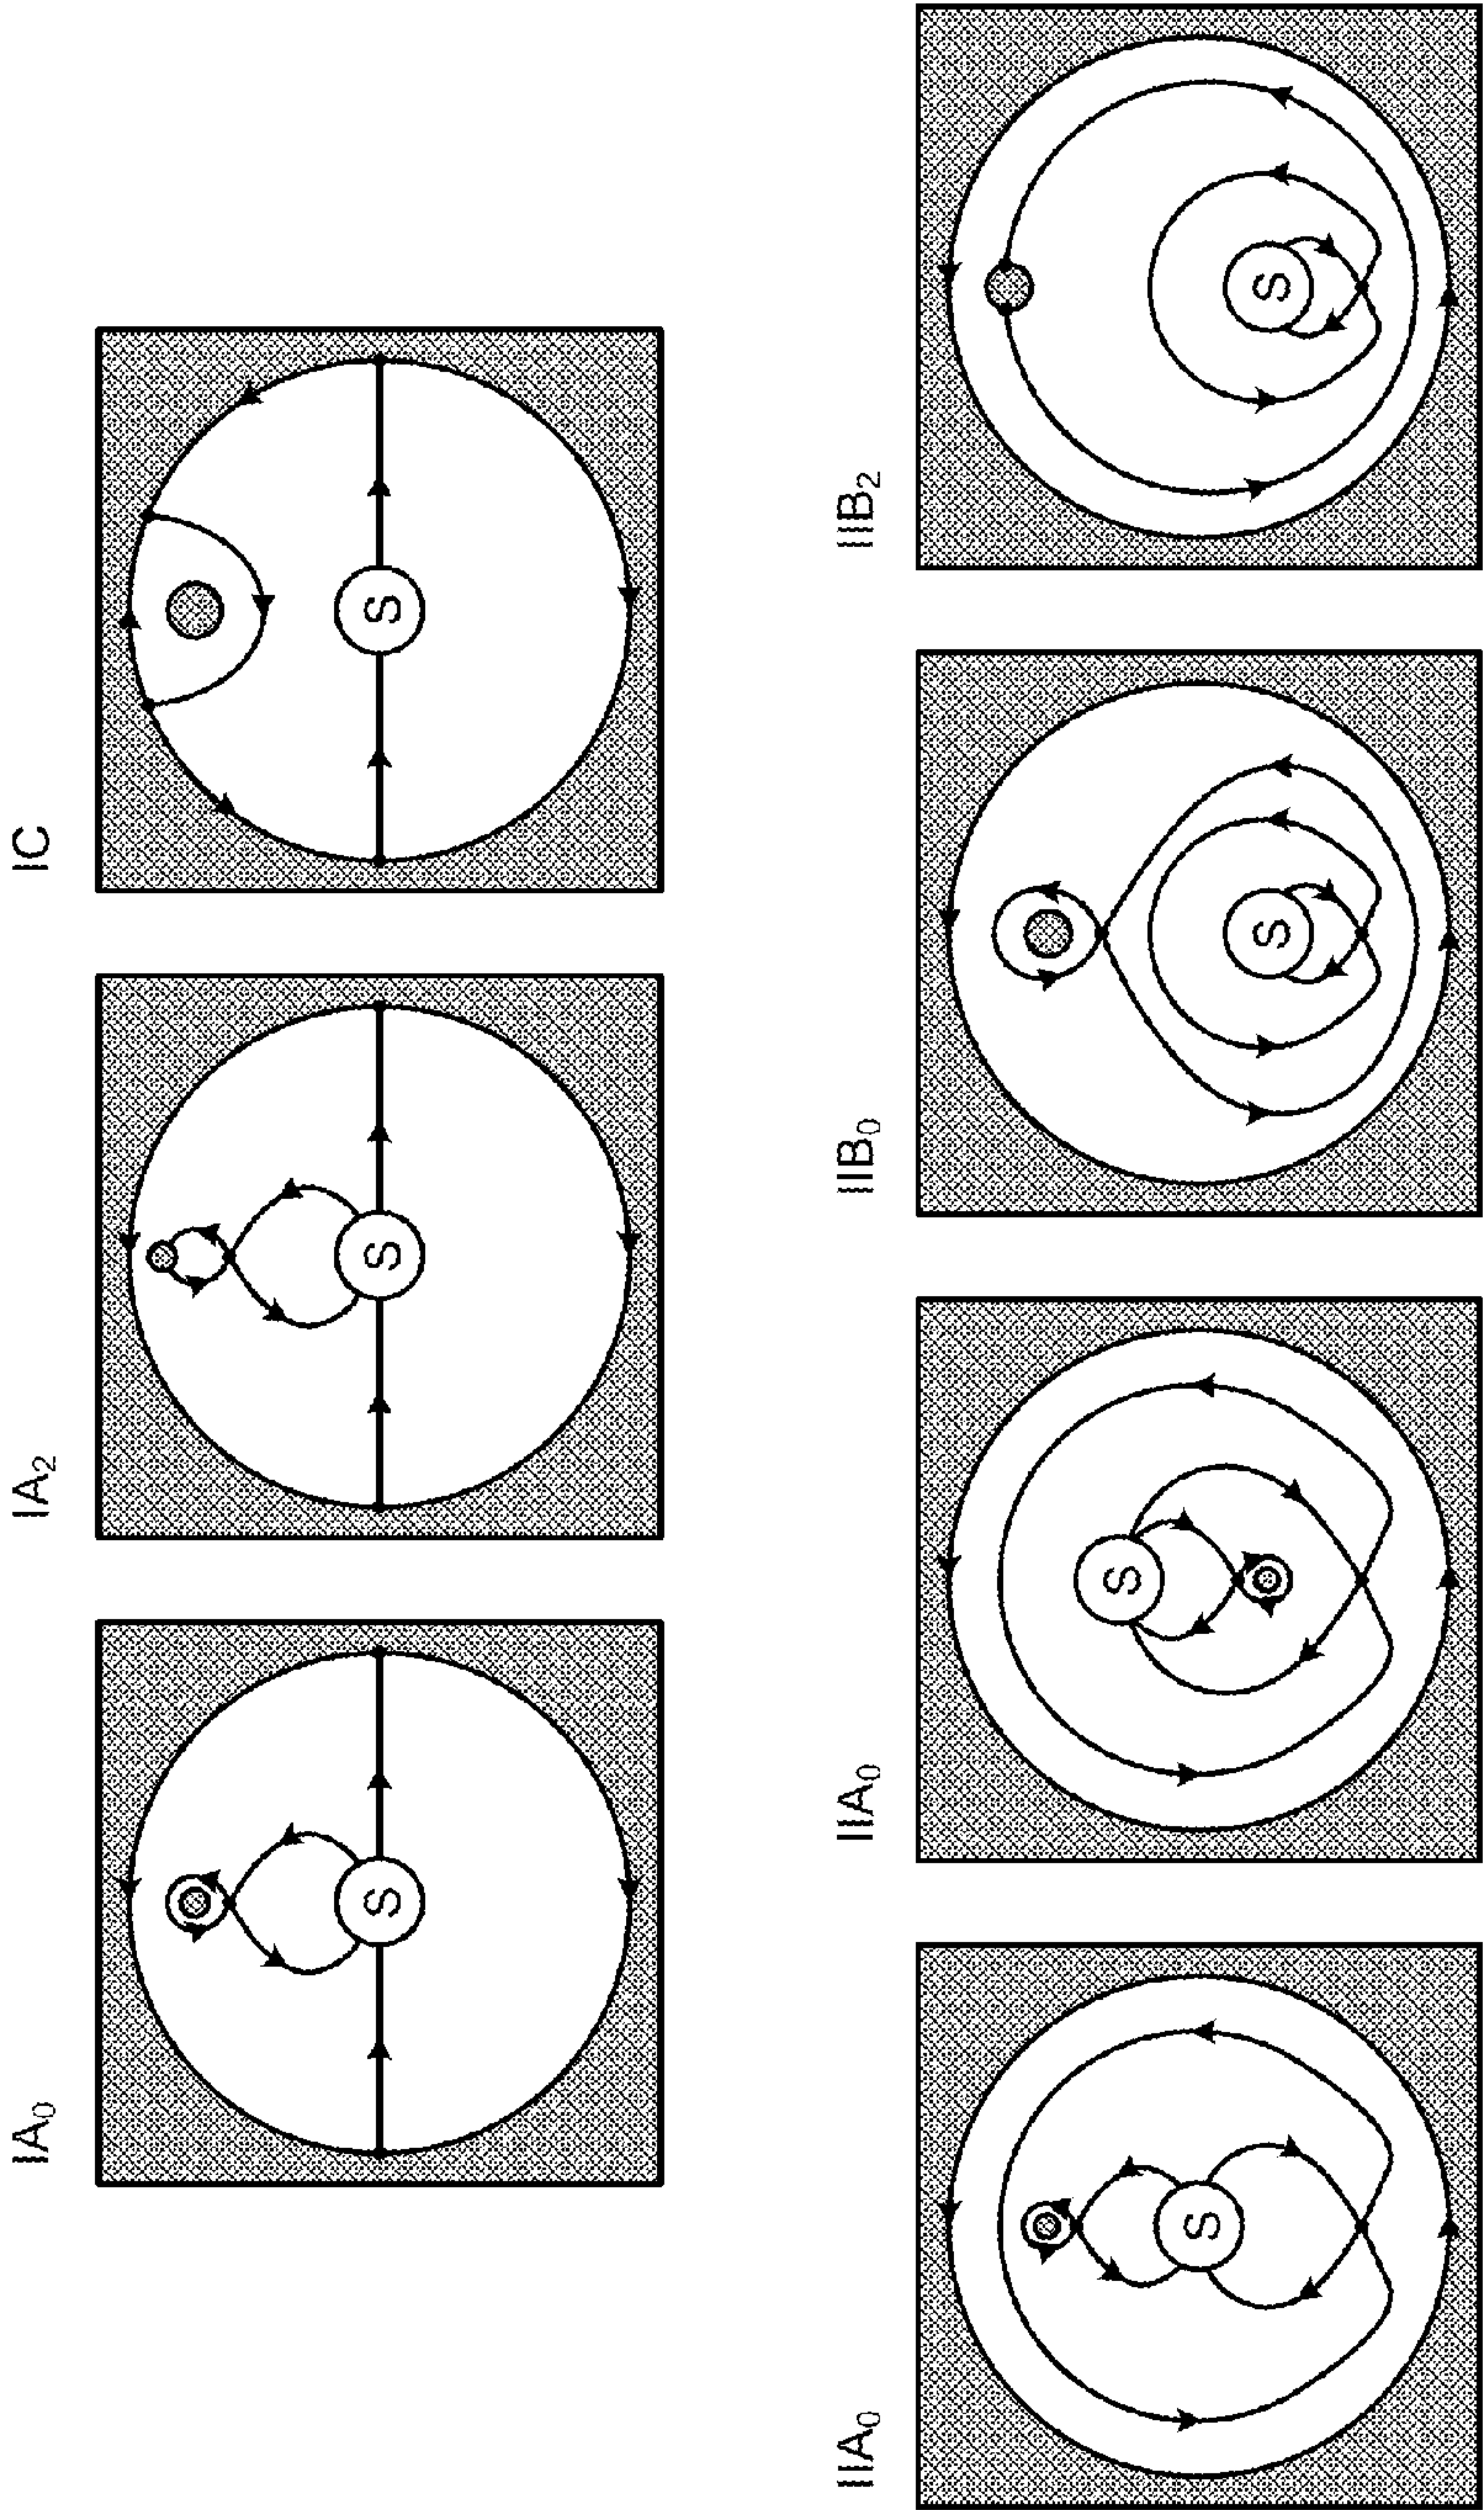 IA₀ IA₂ IC
S S S
IIA₀ IIA₀ IIB₀ IIB₂
S S S S